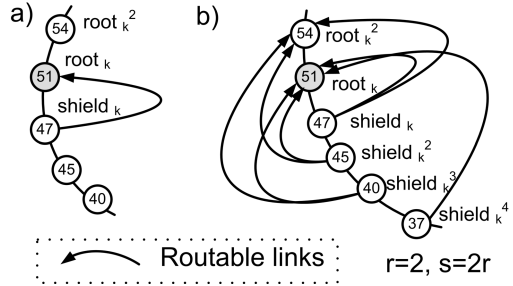 a)
54 root k 2
51 root k
shield k
47
45
40
b)
54 root k 2
51 root k
47 shield k
45 shield k 2
40 shield k 3
37 shield k 4
Routable links
r=2, s=2r